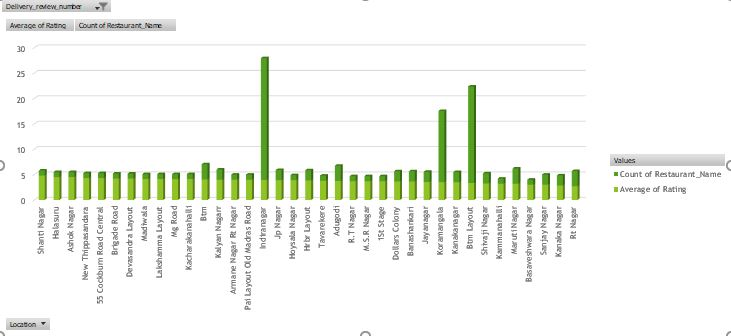 Delivery_review_number
Average of Rating Count of Restaurant_Name
30
25
20
15
10
5
0
Shanti Nagar
Halasuru
Ashok Nagar
New Thippasandara
55 Cockburn Road Central
Brigade Road
Devasandra Layout
Madiwala
Lakshamma Layout
Mg Road
Kacharakanahalli
Btm
Kalyan Nagarr
Armane Nagar Rt Nagar
Pai Layout Old Madras Road
Indiranagar
Jp Nagar
Hoysala Nagar
Hrbr Layout
Tavarekere
Adugodi
R.T Nagar
M.S.R Nagar
1St Stage
Dollars Colony
Banashankari
Jayanagar
Koramangala
Kanakanagar
Btm Layout
Shivaji Nagar
Kammanahalli
Maruti Nagar
Basaveshwara Nagar
Sanjay Nagar
Kanaka Nagar
Rt Nagar
Values
Count of Restaurant_Name
Average of Rating
Location